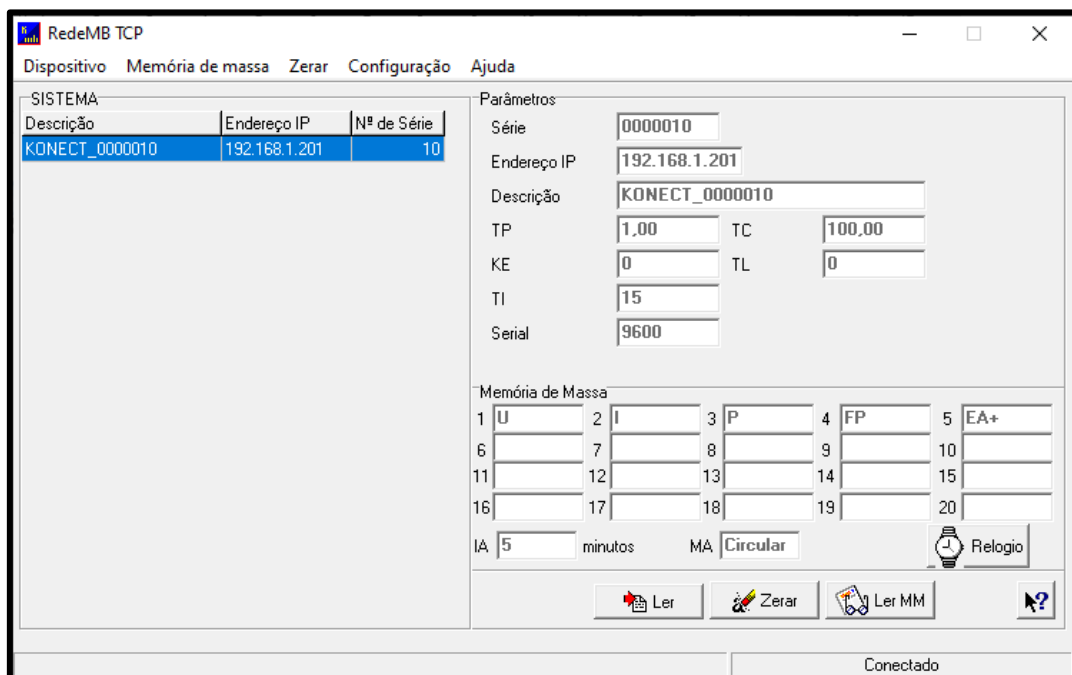 RedeMB TCP
Dispositivo Memória de massa Zerar Configuração Ajuda
SISTEMA
Descrição Endereço IP Nº de Série
KONECT_0000010 192.168.1.201 10
Parâmetros
Série 0000010
Endereço IP 192.168.1.201
Descrição KONECT_0000010
TP 1,00 TC 100,00
KE 0 TL 0
TI 15
Serial 9600
Memória de Massa
1 U 2 I 3 P 4 FP 5 EA+
6 7 8 9 10
11 12 13 14 15
16 17 18 19 20
IA 5 minutos MA Circular Relogio
Ler Zerar Ler MM ?
Conectado